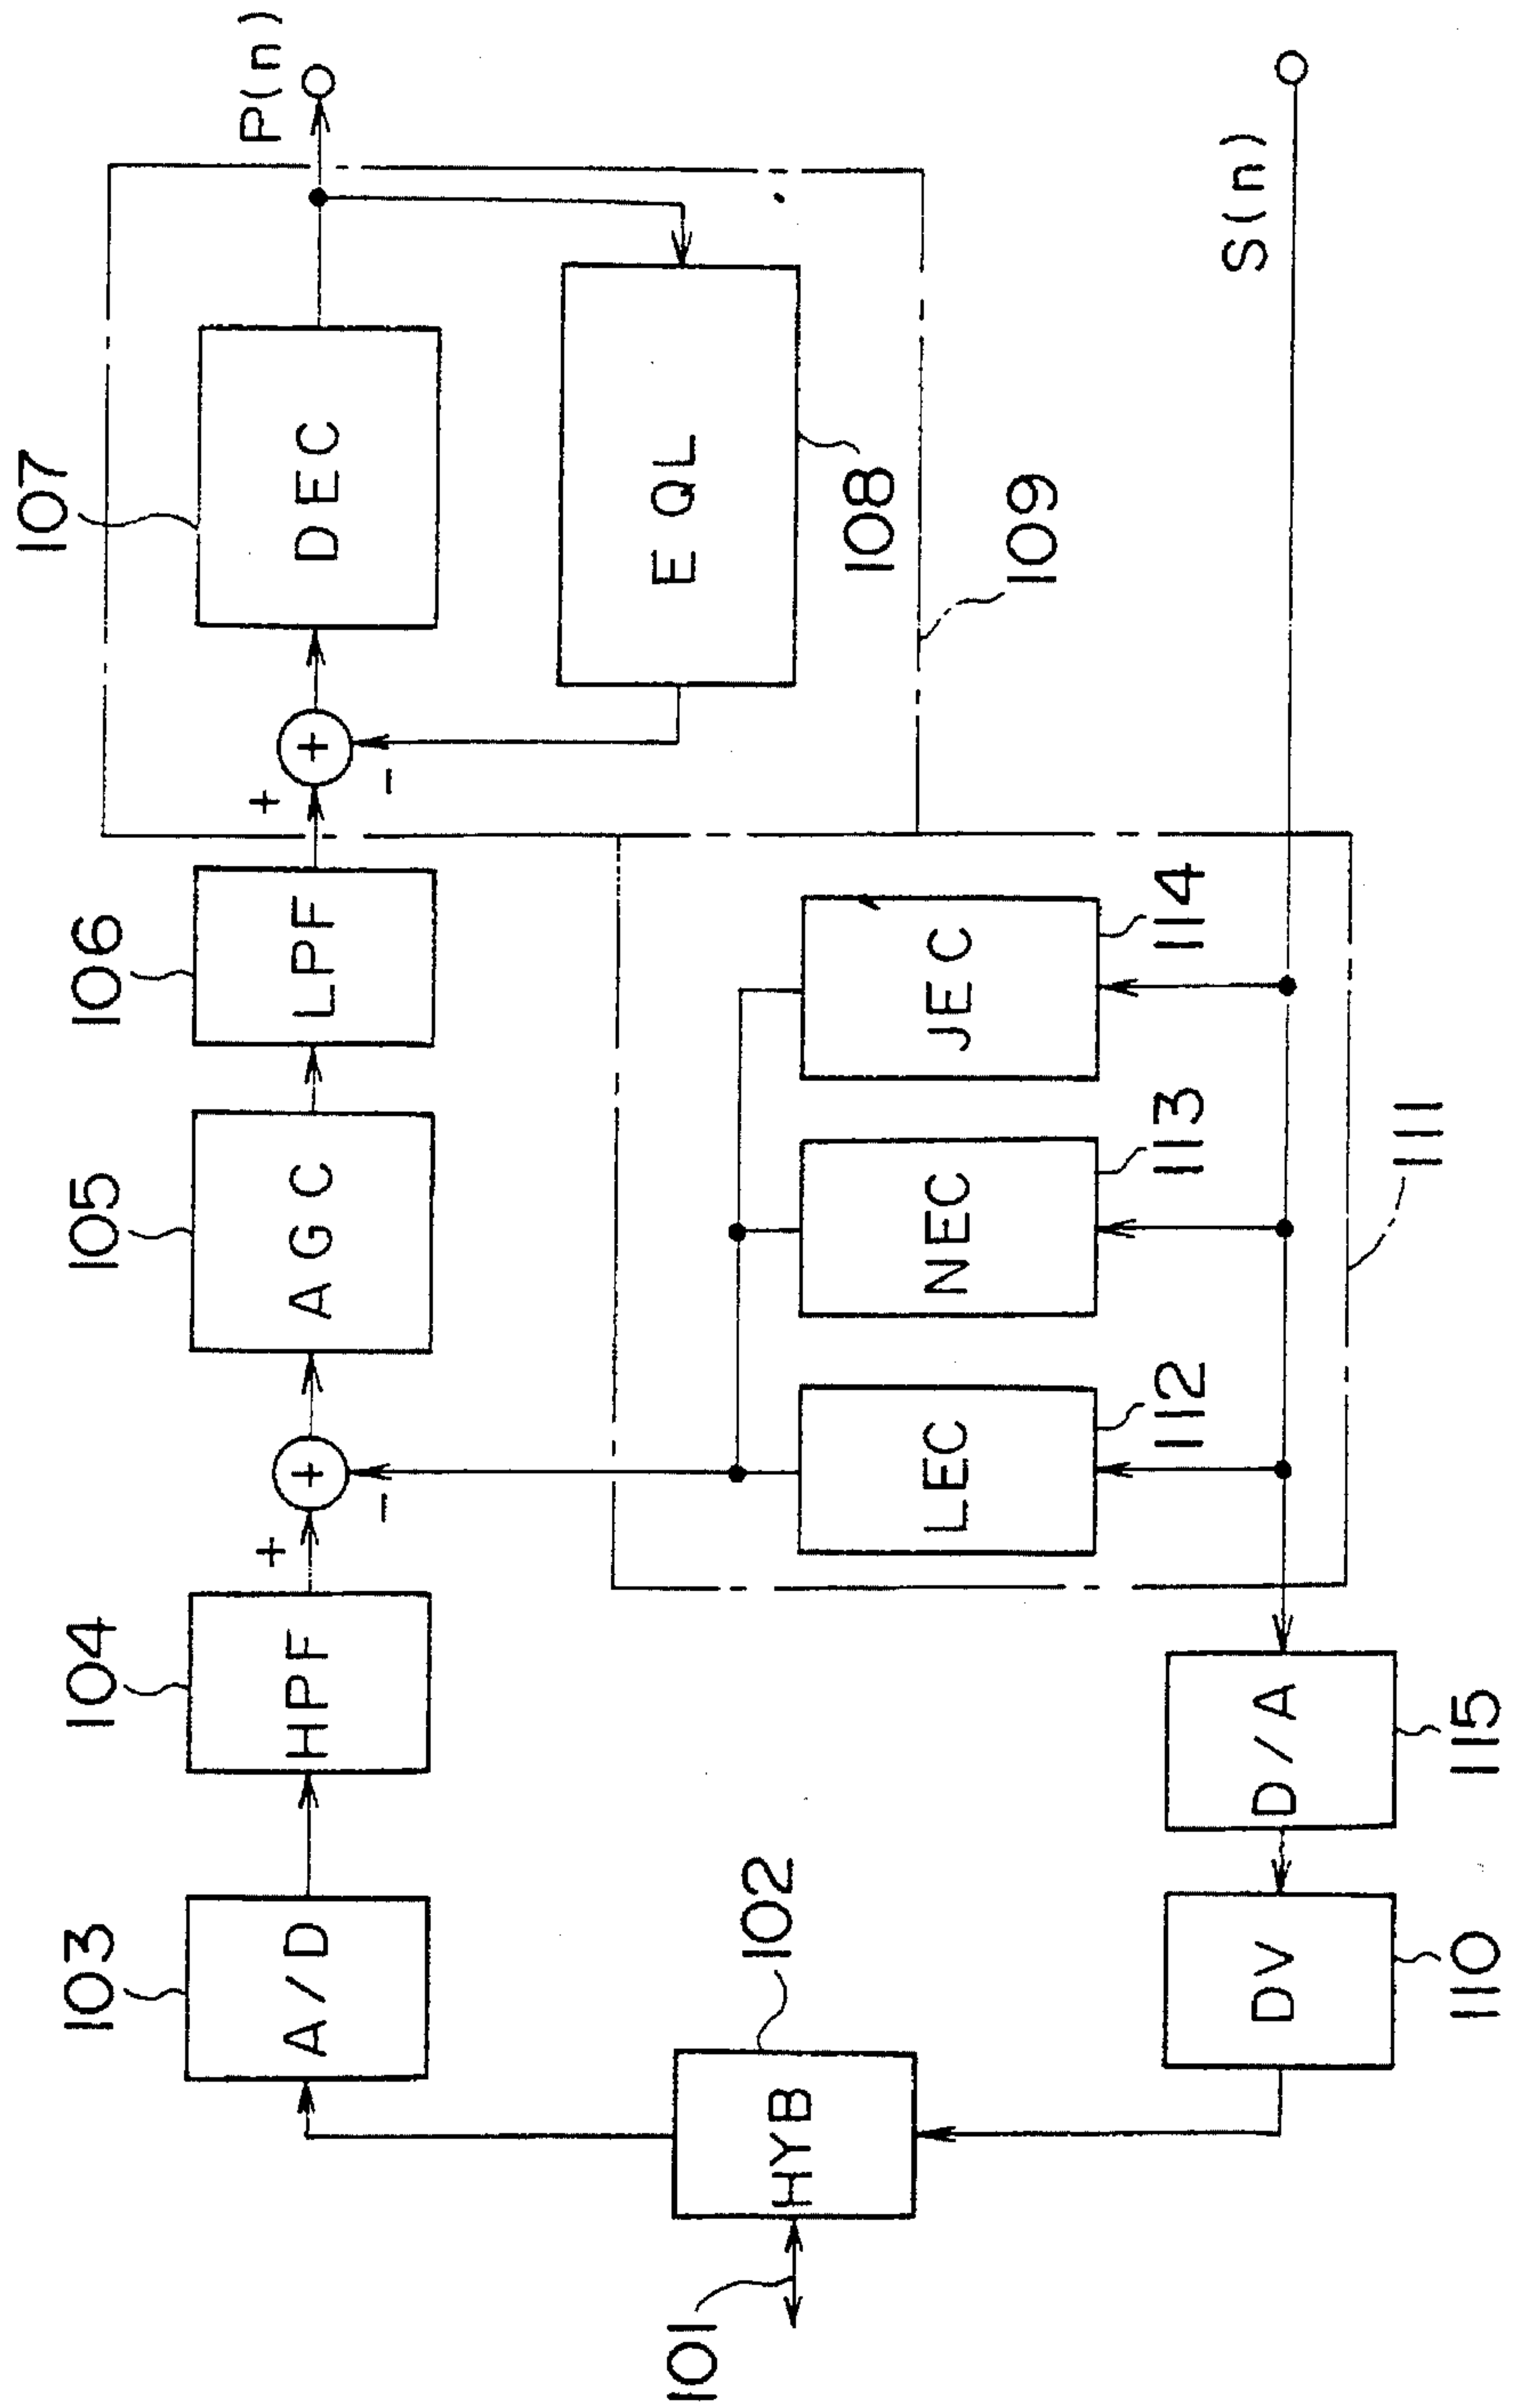 103
104
105
106
107
A/D
HPF
+
+
-
AGC
LPF
+
+
-
DEC
P(n)
EQL
108
109
101
HYB
102
LEC
112
NEC
113
JEC
114
S(n)
DV
110
D/A
115
111